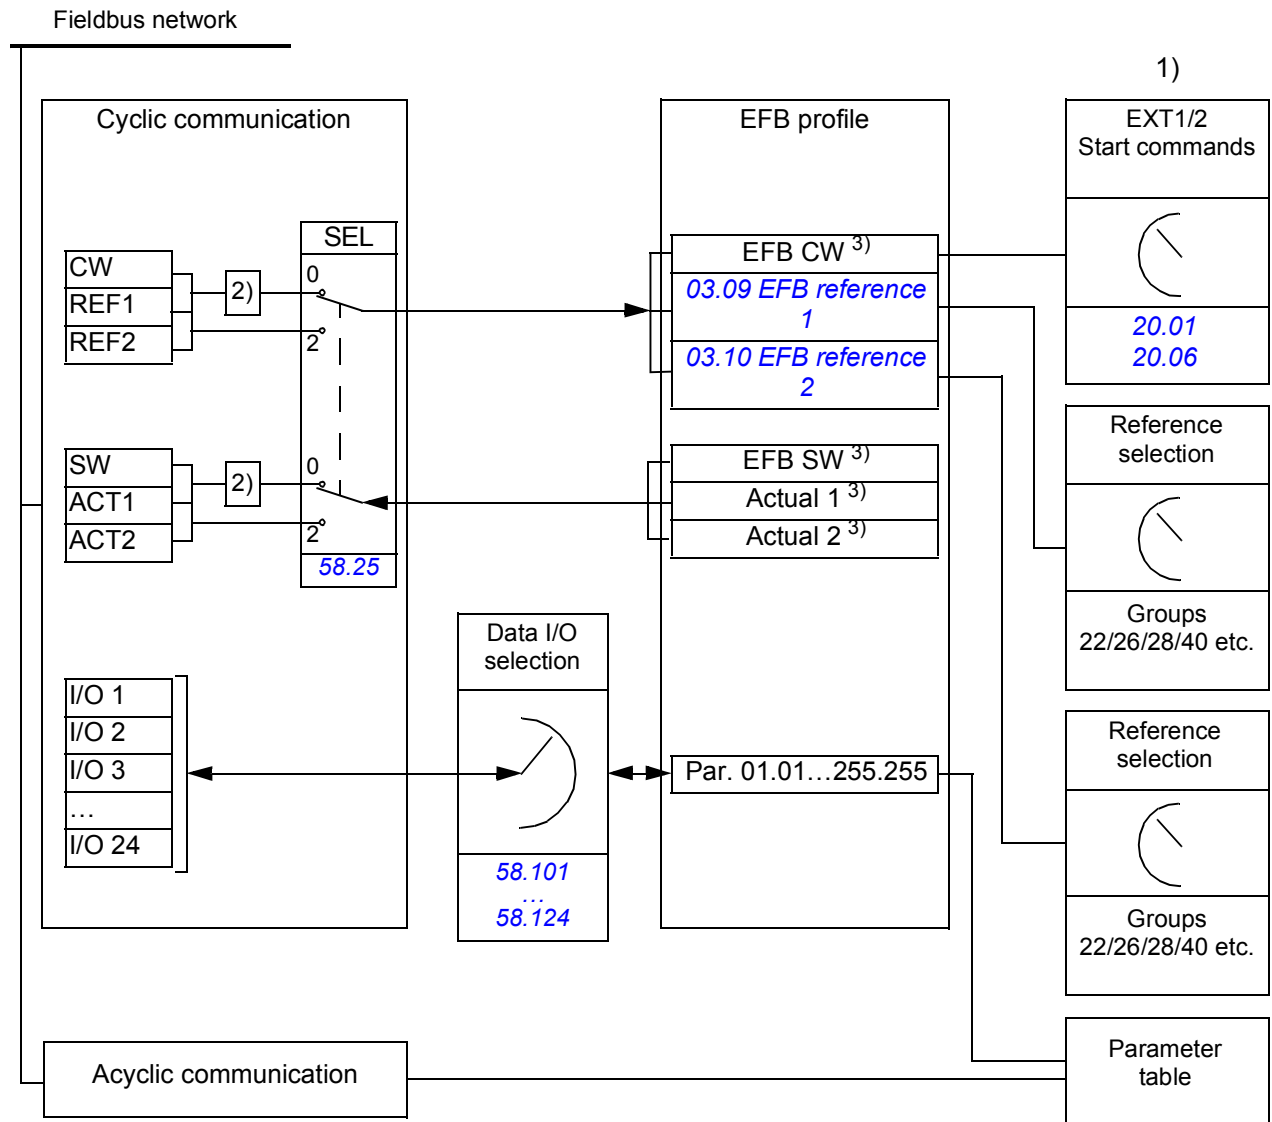 Fieldbus network
1)
Cyclic communication
EFB profile
EXT1/2
Start commands
SEL
CW
REF1
REF2
2)
0
2
EFB CW 3)
03.09 EFB reference
1
03.10 EFB reference
2
20.01
20.06
SW
ACT1
ACT2
2)
0
2
58.25
EFB SW 3)
Actual 1 3)
Actual 2 3)
Reference
selection
Groups
22/26/28/40 etc.
I/O 1
I/O 2
I/O 3
…
I/O 24
Data I/O
selection
58.101
…
58.124
Par. 01.01…255.255
Reference
selection
Groups
22/26/28/40 etc.
Acyclic communication
Parameter
table